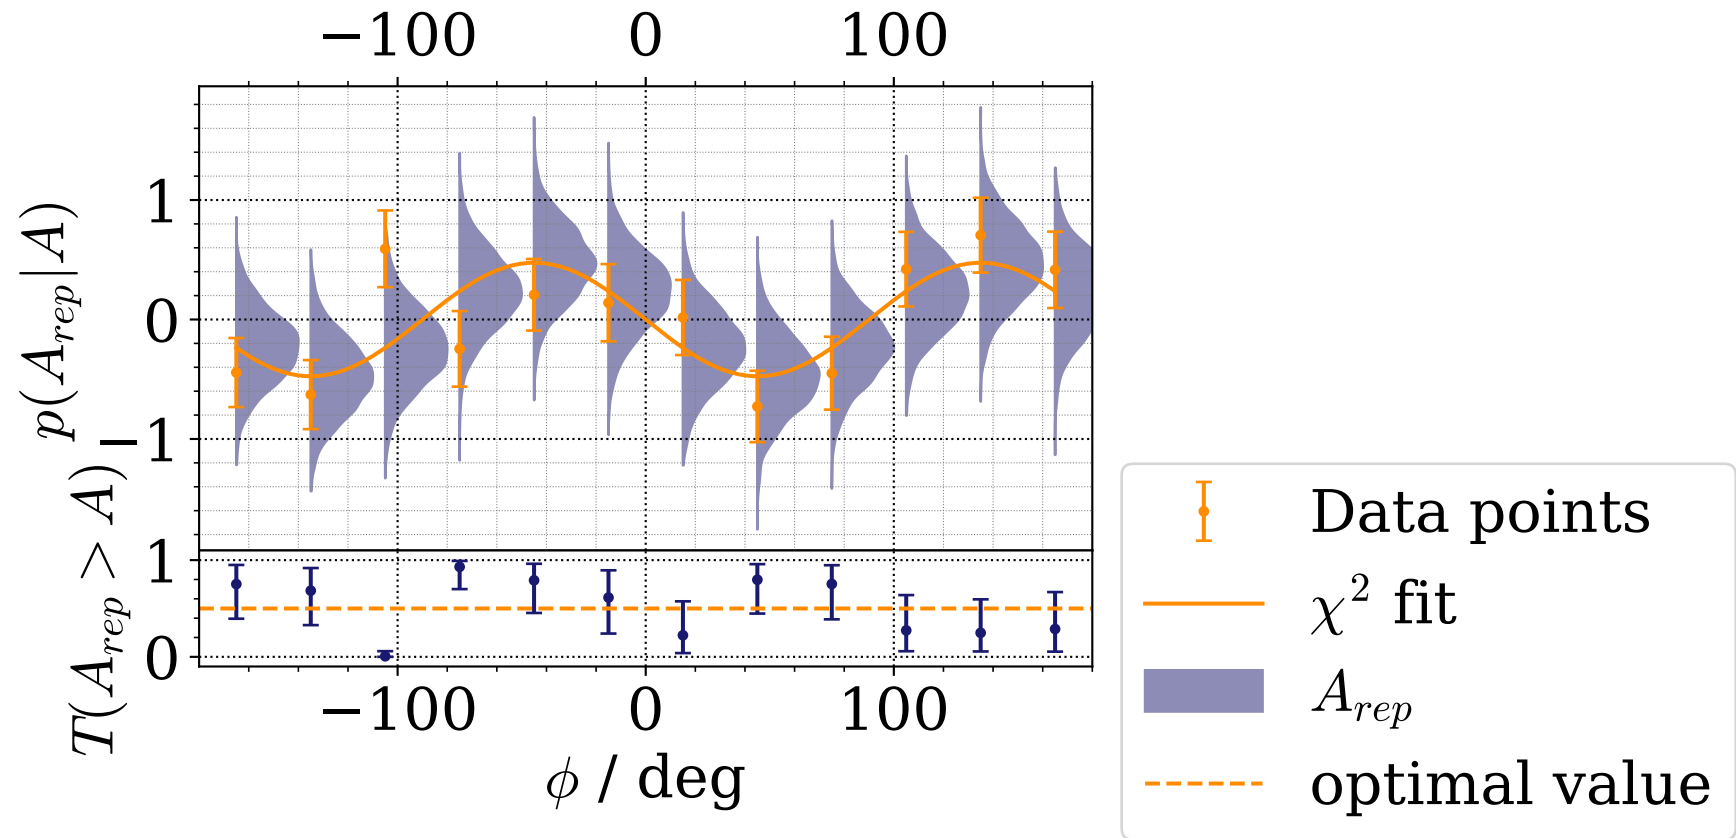 −100 0 100
p(A_rep|A)
1
0
−1
T(A_rep > A)
1
0
−100 0 100
ϕ / deg
Data points
χ² fit
A_rep
optimal value